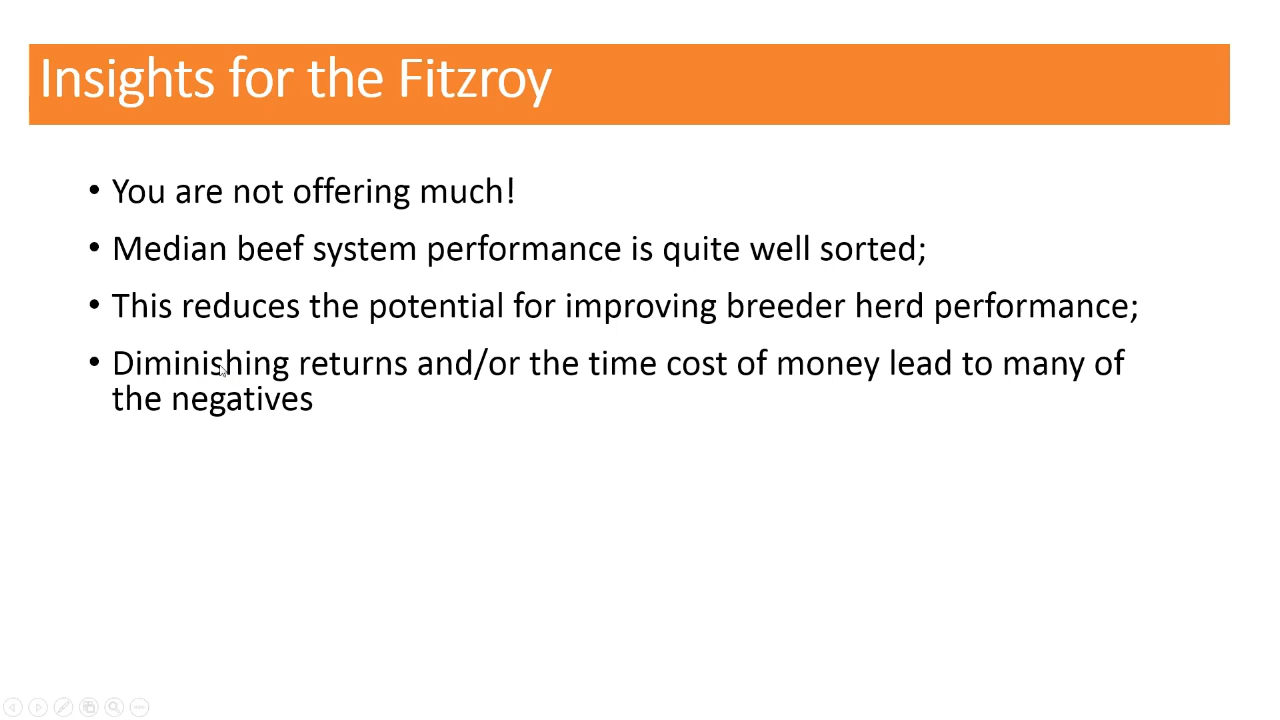 Insights for the Fitzroy
• You are not offering much!
• Median beef system performance is quite well sorted;
• This reduces the potential for improving breeder herd performance;
• Diminishing returns and/or the time cost of money lead to many of
the negatives